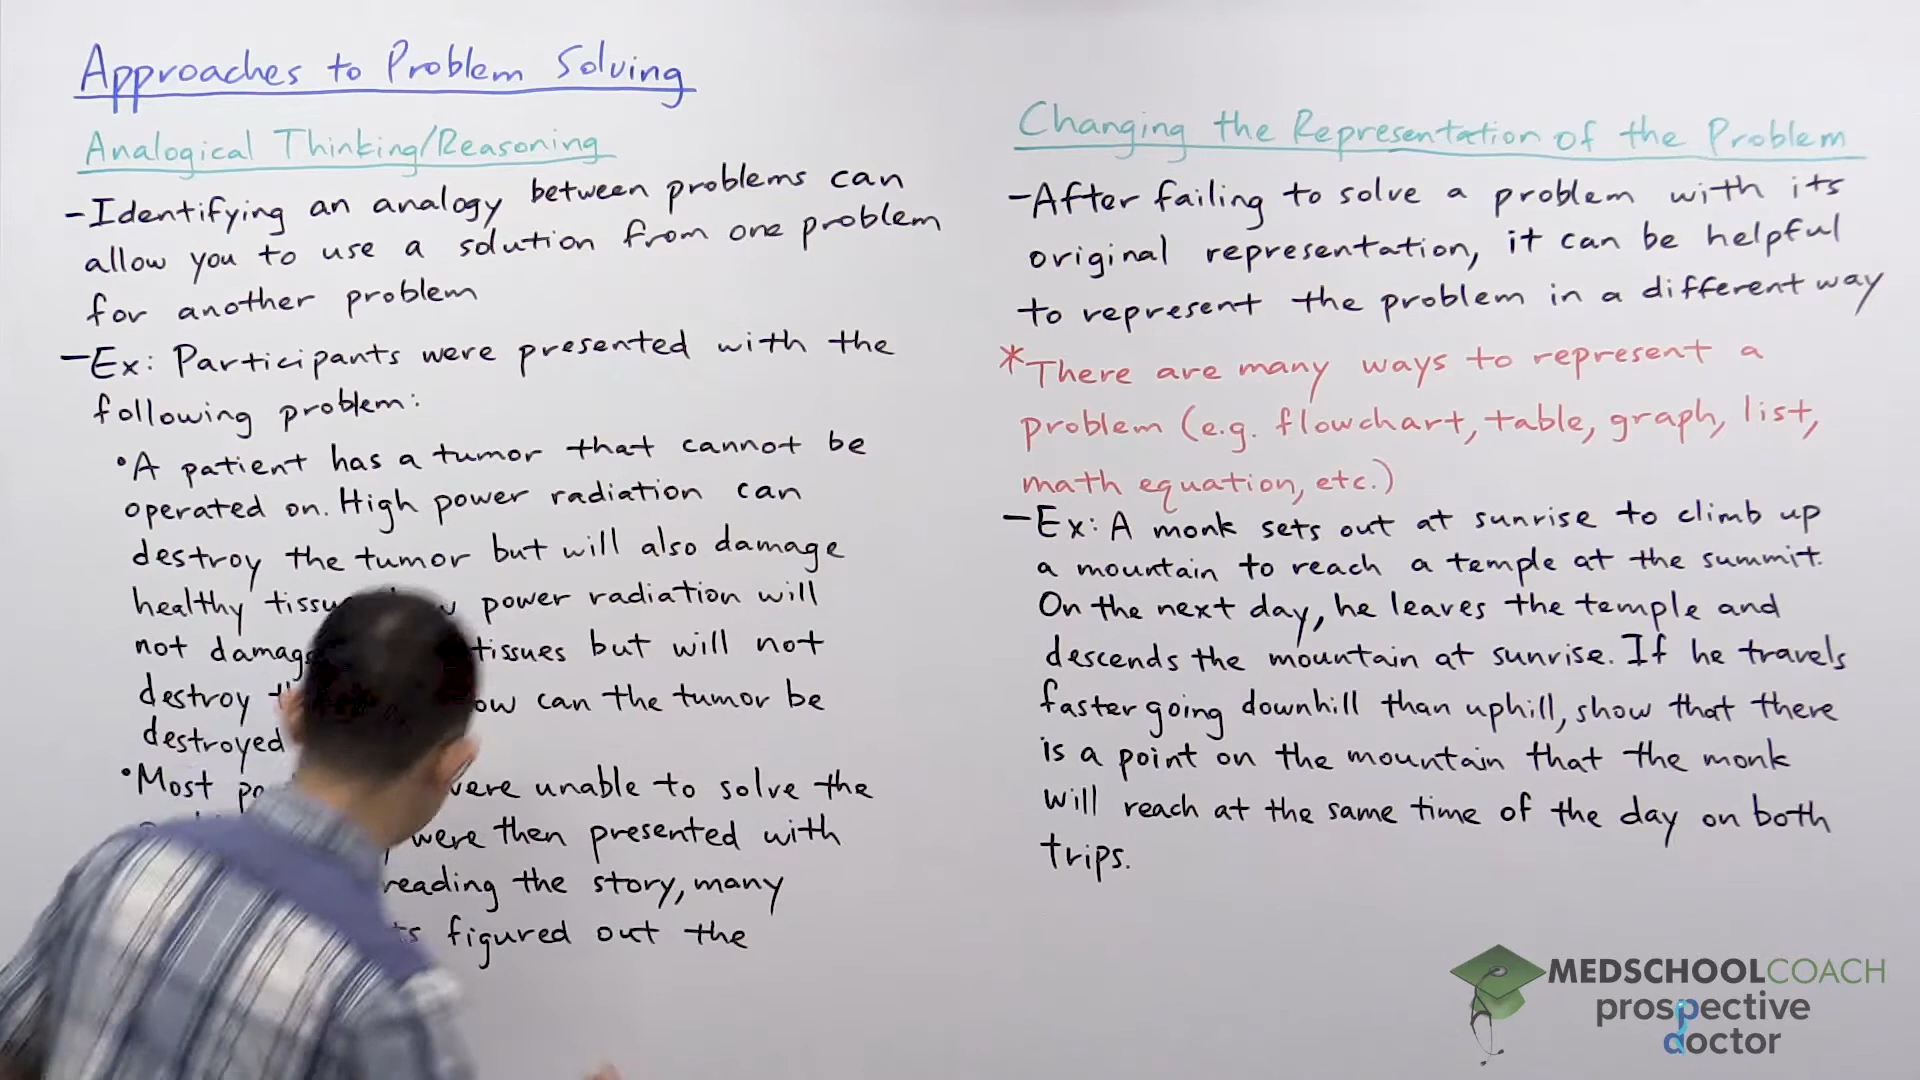 Approaches to Problem Solving
Analogical Thinking/Reasoning
-Identifying an analogy between problems can
allow you to use a solution from one problem
for another problem
-Ex: Participants were presented with the
following problem:
•A patient has a tumor that cannot be
operated on. High power radiation can
destroy the tumor but will also damage
healthy power radiation will
not tissues but will not
destroy can the tumor be
destroyed
•Most were unable to solve the
were then presented with
reading the story, many
figured out the
Changing the Representation of the Problem
-After failing to solve a problem with its
original representation, it can be helpful
to represent the problem in a different way
*There are many ways to represent a
problem (e.g. flowchart, table, graph, list,
math equation, etc.)
-Ex: A monk sets out at sunrise to climb up
a mountain to reach a temple at the summit.
On the next day, he leaves the temple and
descends the mountain at sunrise. If he travels
faster going downhill than uphill, show that there
is a point on the mountain that the monk
will reach at the same time of the day on both
trips.
MEDSCHOOLCOACH
prospective
doctor